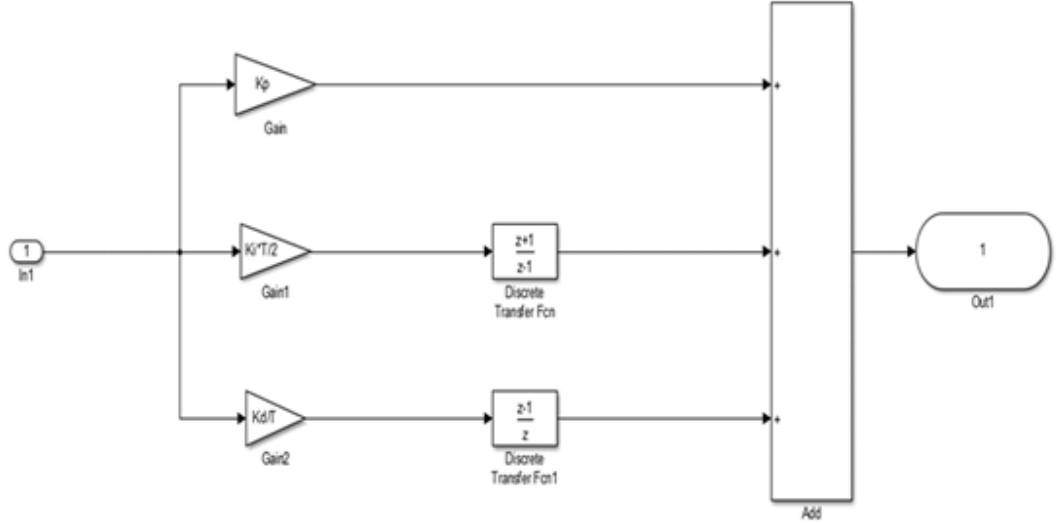 Kp
+
Gain
1
In1
Ki*T/2
Gain1
z+1
z-1
Discrete
Transfer Fcn
+
1
Out1
Kd/T
Gain2
z-1
z
Discrete
Transfer Fcn1
+
Add